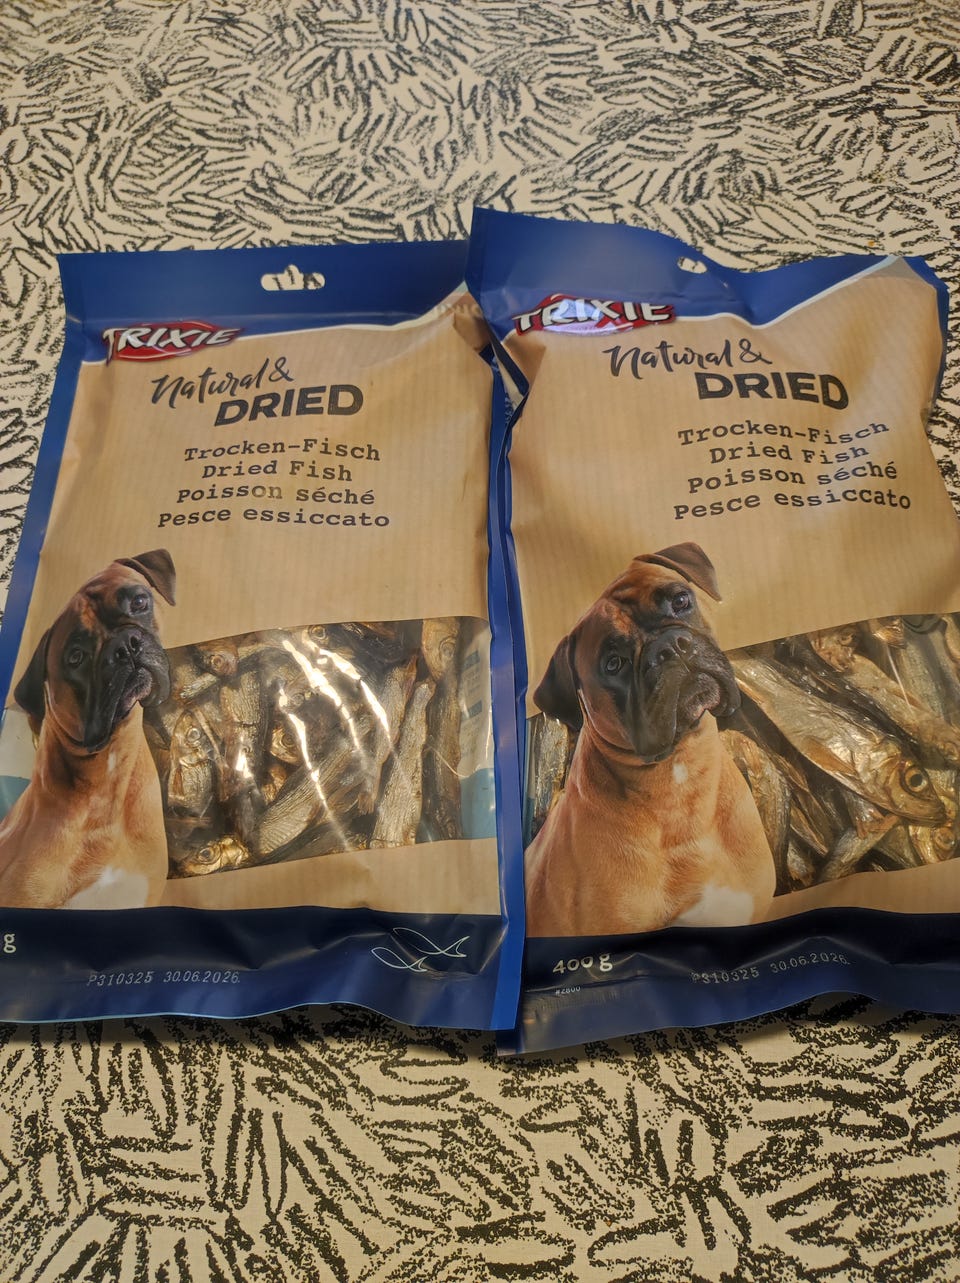 TRIXIE
Natural &
DRIED
Trocken-Fisch
Dried Fish
Poisson séché
Pesce essiccato
g
P310325 30.06.2026.
TRIXIE
Natural &
DRIED
Trocken-Fisch
Dried Fish
Poisson séché
Pesce essiccato
400 g
#2800
P310325 30.06.2026.